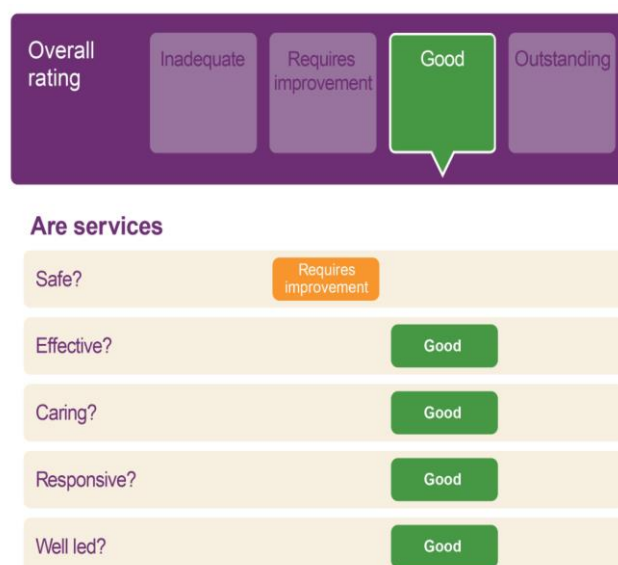 Overall
rating
Inadequate
Requires
improvement
Good
Outstanding
Are services
Safe?
Requires
improvement
Effective?
Good
Caring?
Good
Responsive?
Good
Well led?
Good